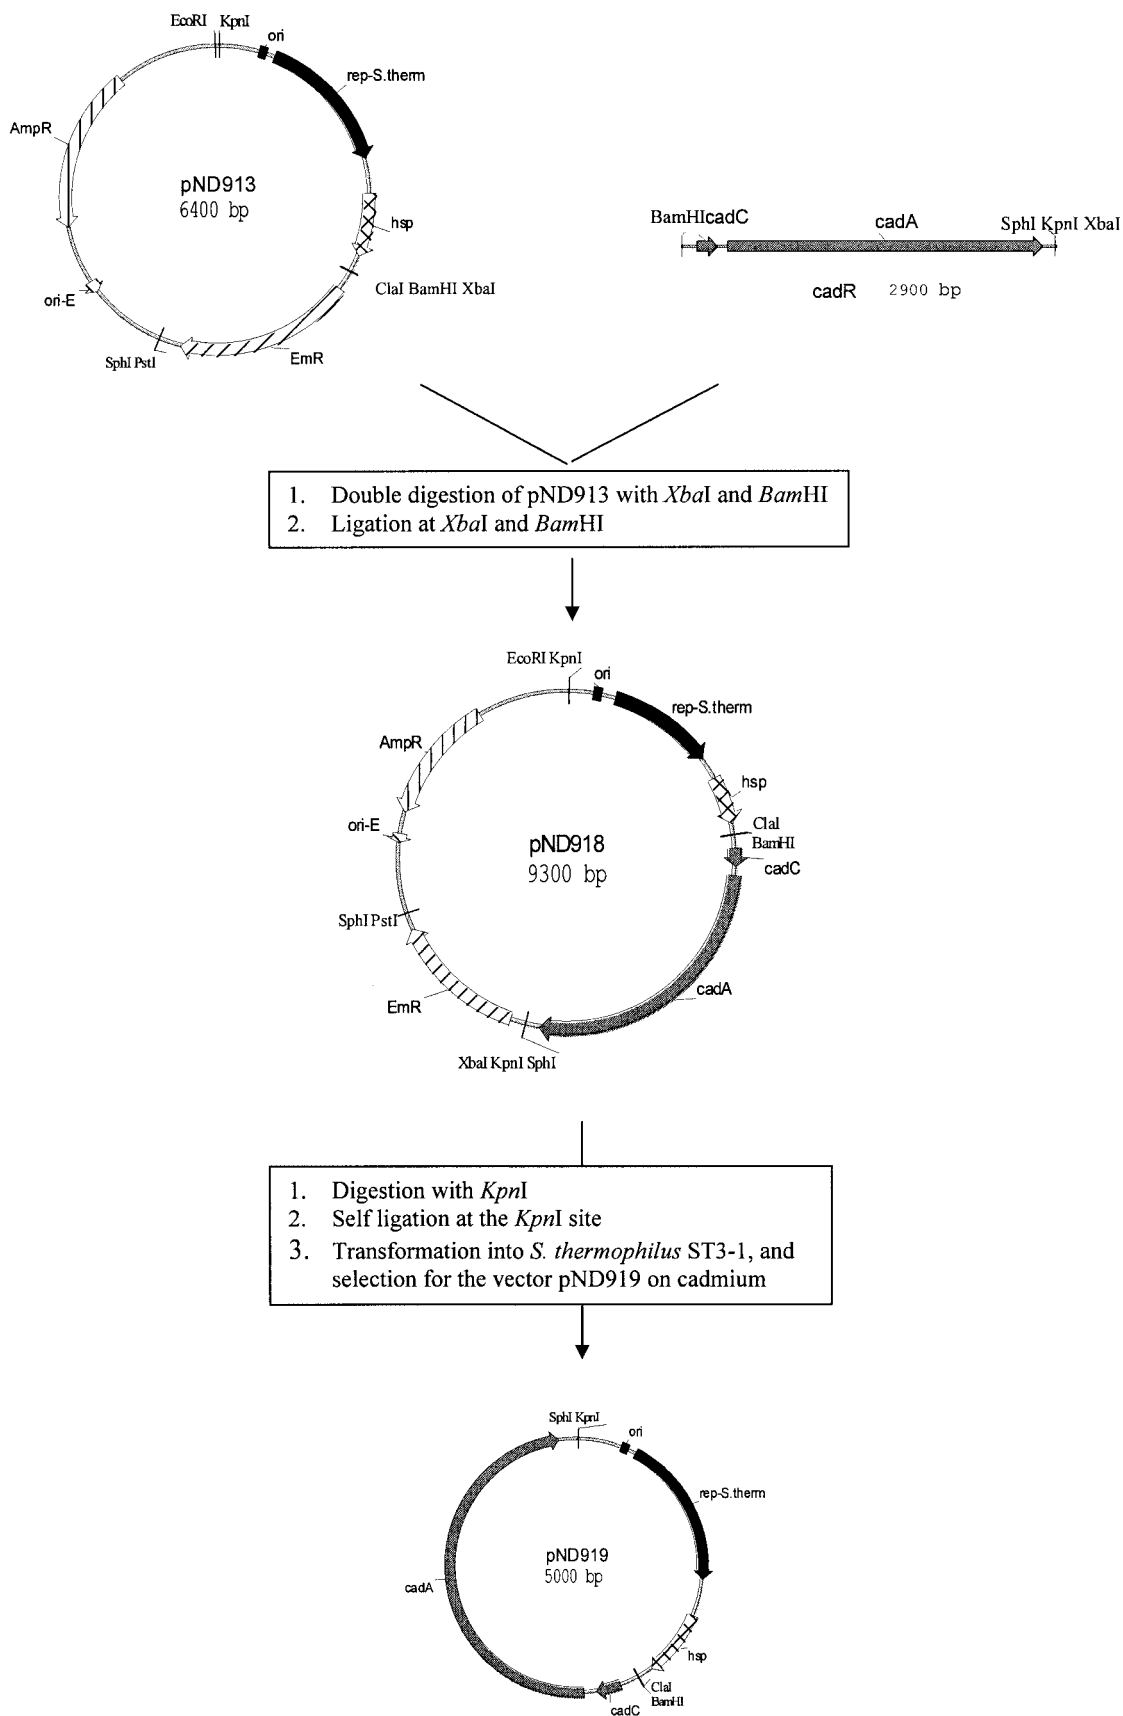 EcoRI KpnI
ori
rep-S.therm
AmpR
pND913
6400 bp
hsp
ClaI BamHI XbaI
ori-E
SphI PstI
EmR
BamHI cadC
cadA
SphI KpnI XbaI
cadR 2900 bp
1. Double digestion of pND913 with XbaI and BamHI
2. Ligation at XbaI and BamHI
EcoRI KpnI
ori
rep-S.therm
AmpR
hsp
ori-E
ClaI
BamHI
pND918
9300 bp
cadC
SphI PstI
cadA
EmR
XbaI KpnI SphI
1. Digestion with KpnI
2. Self ligation at the KpnI site
3. Transformation into S. thermophilus ST3-1, and
selection for the vector pND919 on cadmium
SphI KpnI
ori
rep-S.therm
pND919
5000 bp
cadA
hsp
ClaI
BamHI
cadC